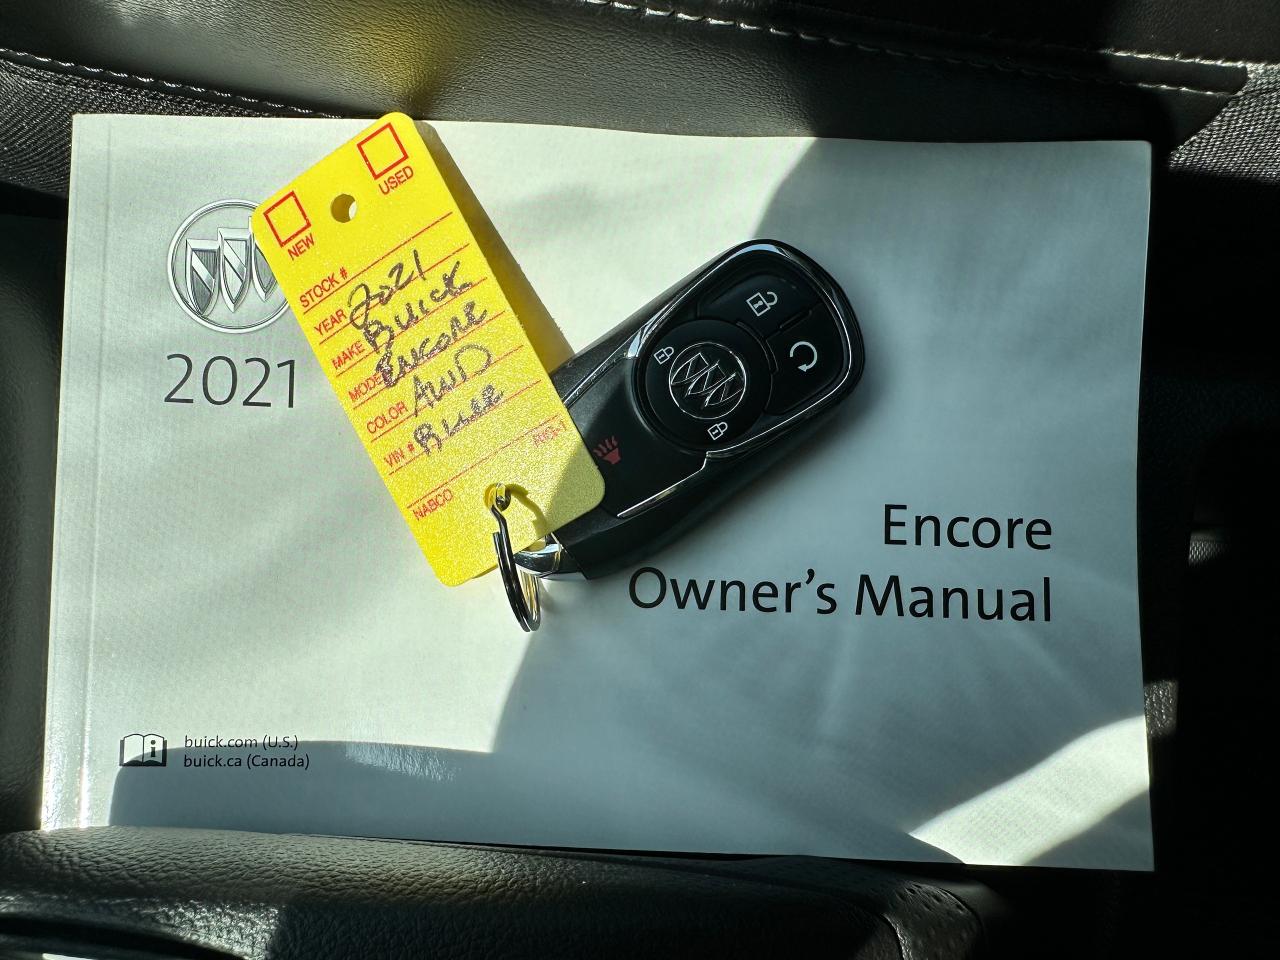 USED
NEW
STOCK #
YEAR 2021
MAKE Buick
MODEL Encore
COLOR AWD
VIN # Blue
NABCO
2021
Encore
Owner's Manual
buick.com (U.S.)
buick.ca (Canada)